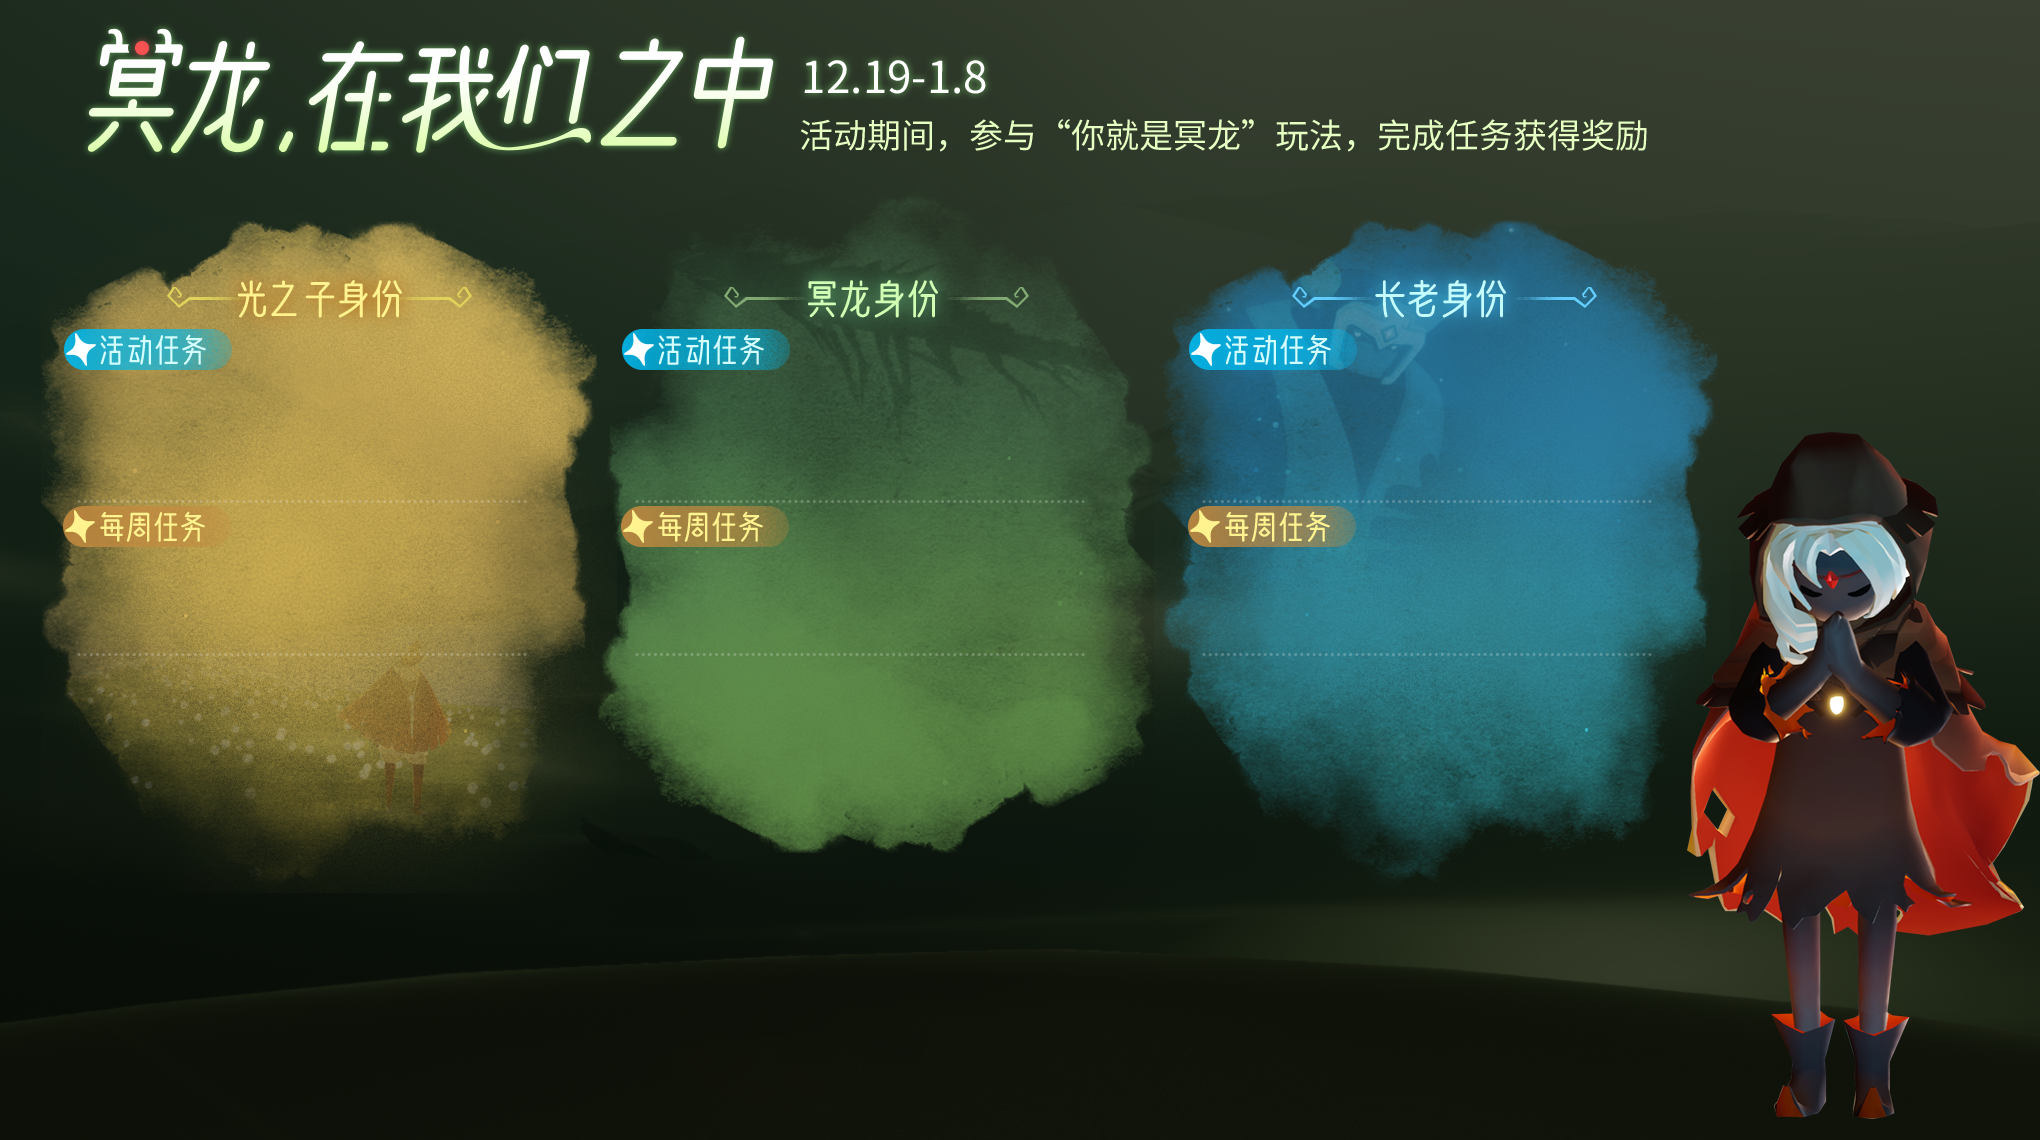 冥龙，在我们之中
12.19-1.8
活动期间，参与“你就是冥龙”玩法，完成任务获得奖励
光之子身份
活动任务
每周任务
冥龙身份
活动任务
每周任务
长老身份
活动任务
每周任务